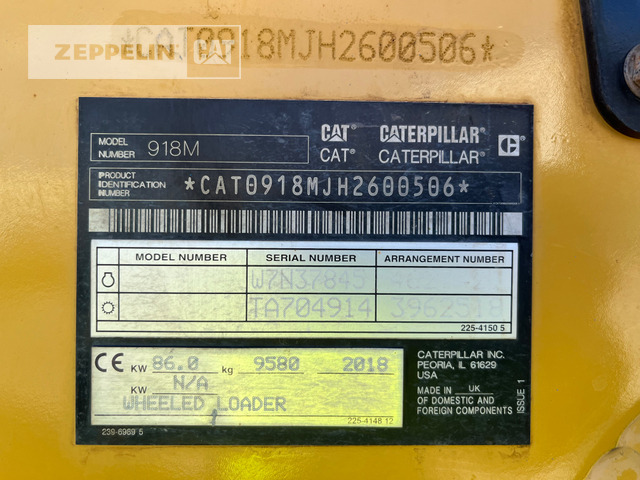 ZEPPELIN CAT
*CAT0918MJH2600506*
MODEL NUMBER 918M
CAT CATERPILLAR C
CAT® CATERPILLAR®
PRODUCT IDENTIFICATION NUMBER *CAT0918MJH2600506*
MODEL NUMBER SERIAL NUMBER ARRANGEMENT NUMBER
W7N37845
TA704914
225-4150 5
CE KW 86.0 kg 9580 2018
KW N/A
WHEELED LOADER
225-4148 12
CATERPILLAR INC.
PEORIA, IL 61629
USA
MADE IN UK
OF DOMESTIC AND
FOREIGN COMPONENTS
ISSUE 1
239-6969 5